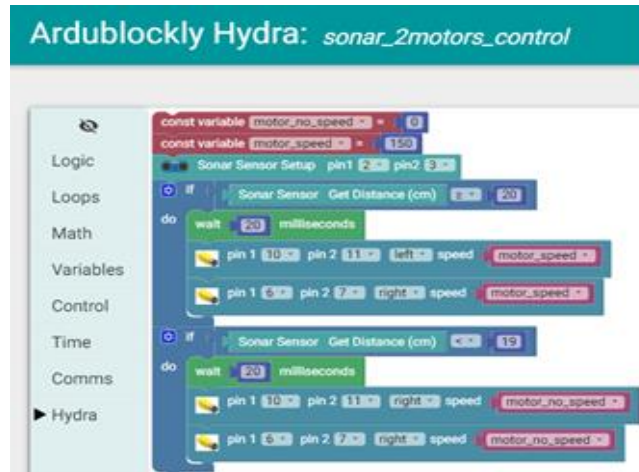 Ardublockly Hydra: sonar_2motors_control
Logic
Loops
Math
Variables
Control
Time
Comms
Hydra
const variable motor_no_speed = 0
const variable motor_speed = 150
Sonar Sensor Setup pin1 2 pin2 3
if Sonar Sensor Get Distance (cm) ≥ 20
do wait 20 milliseconds
pin 1 10 pin 2 11 left speed motor_speed
pin 1 6 pin 2 7 right speed motor_speed
if Sonar Sensor Get Distance (cm) < 19
do wait 20 milliseconds
pin 1 10 pin 2 11 right speed motor_no_speed
pin 1 6 pin 2 7 right speed motor_no_speed